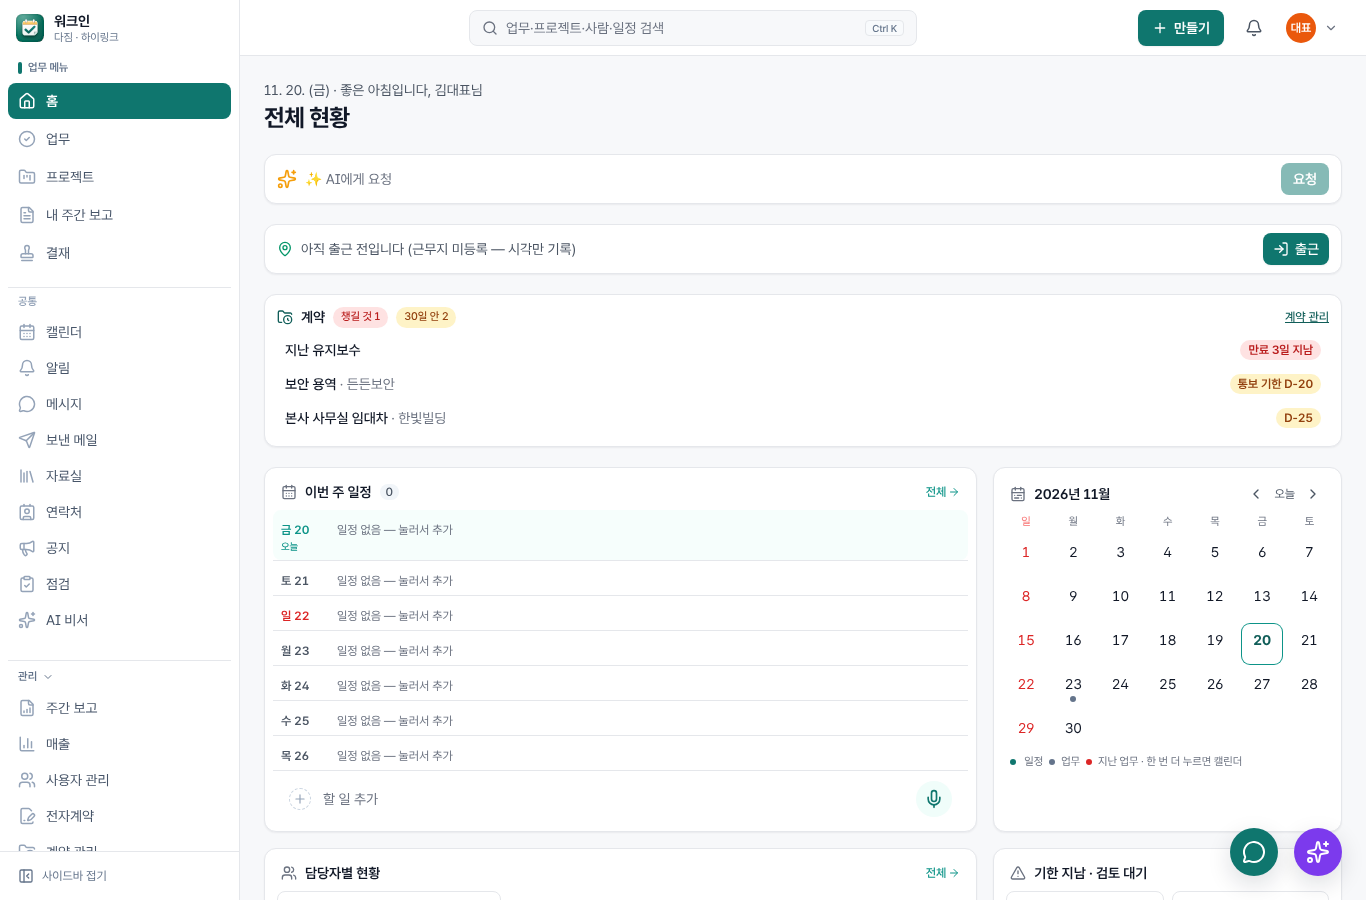 워크인
다짐 · 하이링크
업무 메뉴
홈
업무
프로젝트
내 주간 보고
결재
공통
캘린더
알림
메시지
보낸 메일
자료실
연락처
공지
점검
AI 비서
관리
주간 보고
매출
사용자 관리
전자계약
계약 관리
사이드바 접기
업무·프로젝트·사람·일정 검색
Ctrl K
만들기
대표
11. 20. (금) · 좋은 아침입니다, 김대표님
전체 현황
✨ AI에게 요청
요청
아직 출근 전입니다 (근무지 미등록 — 시각만 기록)
출근
계약 챙길 것 1 30일 안 2
계약 관리
지난 유지보수
만료 3일 지남
보안 용역 · 든든보안
통보 기한 D-20
본사 사무실 임대차 · 한빛빌딩
D-25
이번 주 일정 0
전체
금 20 일정 없음 — 눌러서 추가
오늘
토 21 일정 없음 — 눌러서 추가
일 22 일정 없음 — 눌러서 추가
월 23 일정 없음 — 눌러서 추가
화 24 일정 없음 — 눌러서 추가
수 25 일정 없음 — 눌러서 추가
목 26 일정 없음 — 눌러서 추가
할 일 추가
2026년 11월
오늘
일 월 화 수 목 금 토
1 2 3 4 5 6 7
8 9 10 11 12 13 14
15 16 17 18 19 20 21
22 23 24 25 26 27 28
29 30
일정 업무 지난 업무 · 한 번 더 누르면 캘린더
담당자별 현황
전체
기한 지남 · 검토 대기